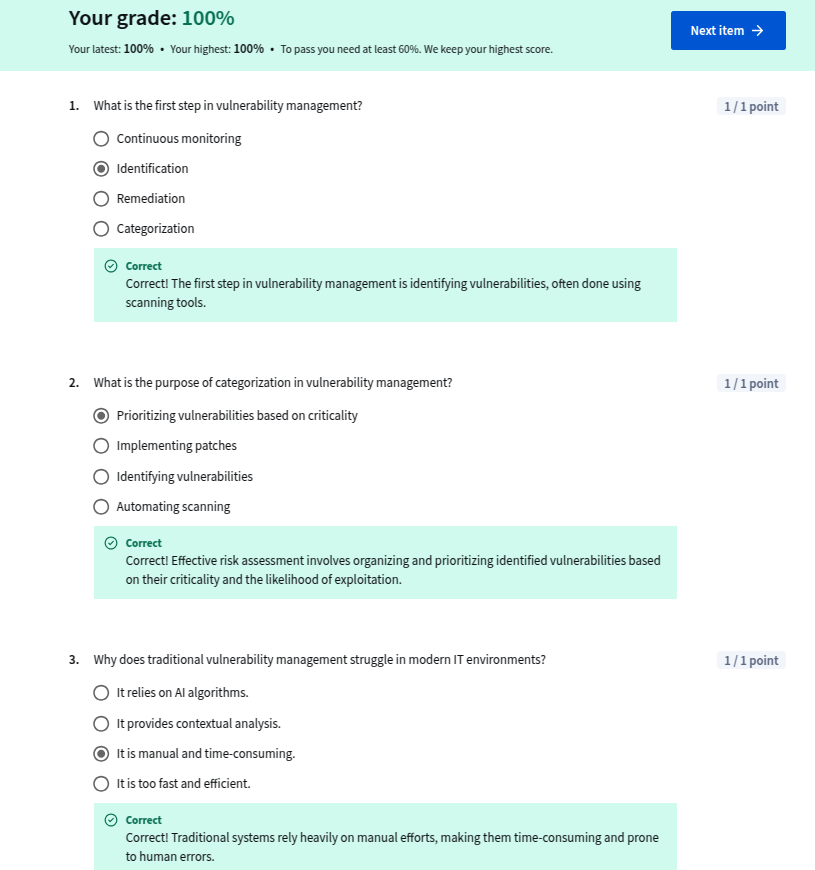 Your grade: 100%
Next item →
Your latest: 100% • Your highest: 100% • To pass you need at least 60%. We keep your highest score.
1. What is the first step in vulnerability management?
1 / 1 point
Continuous monitoring
Identification
Remediation
Categorization
Correct
Correct! The first step in vulnerability management is identifying vulnerabilities, often done using
scanning tools.
2. What is the purpose of categorization in vulnerability management?
1 / 1 point
Prioritizing vulnerabilities based on criticality
Implementing patches
Identifying vulnerabilities
Automating scanning
Correct
Correct! Effective risk assessment involves organizing and prioritizing identified vulnerabilities based
on their criticality and the likelihood of exploitation.
3. Why does traditional vulnerability management struggle in modern IT environments?
1 / 1 point
It relies on AI algorithms.
It provides contextual analysis.
It is manual and time-consuming.
It is too fast and efficient.
Correct
Correct! Traditional systems rely heavily on manual efforts, making them time-consuming and prone
to human errors.